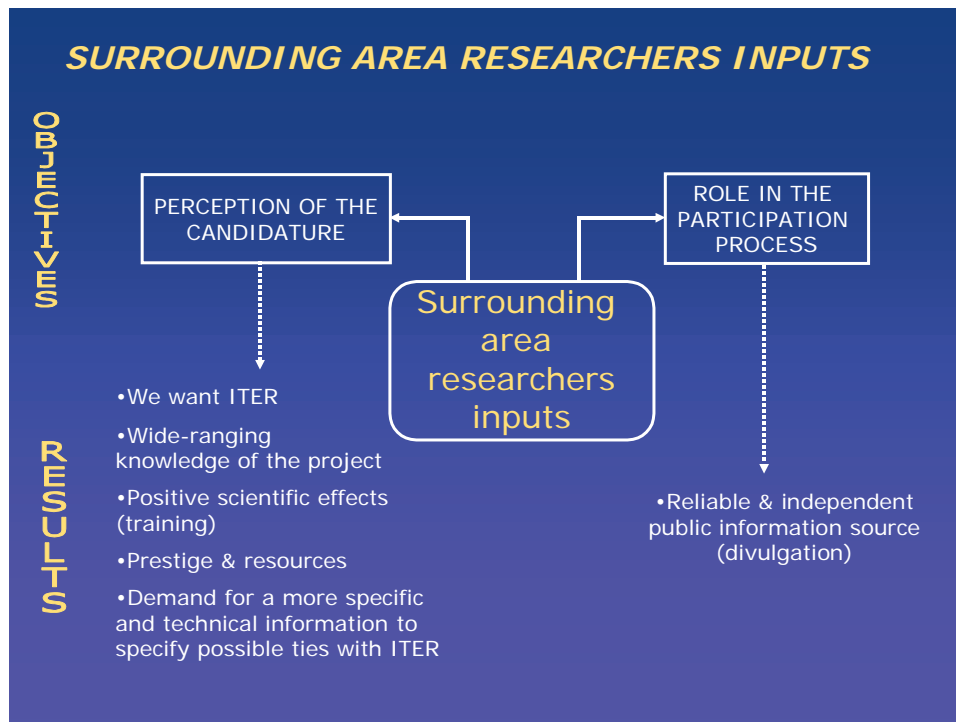 SURROUNDING AREA RESEARCHERS INPUTS
OBJECTIVES
PERCEPTION OF THE
CANDIDATURE
ROLE IN THE
PARTICIPATION
PROCESS
Surrounding
area
researchers
inputs
RESULTS
•We want ITER
•Wide-ranging
knowledge of the project
•Positive scientific effects
(training)
•Prestige & resources
•Demand for a more specific
and technical information to
specify possible ties with ITER
•Reliable & independent
public information source
(divulgation)